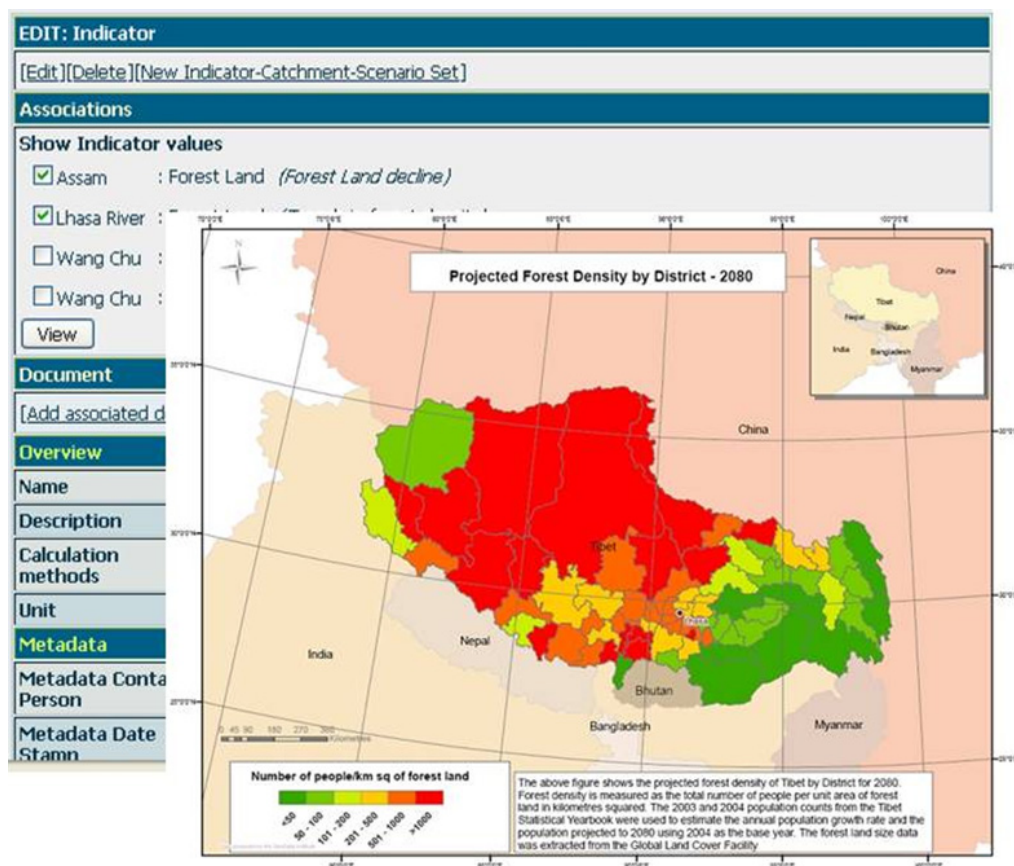 EDIT: Indicator
[Edit][Delete][New Indicator-Catchment-Scenario Set]
Associations
Show Indicator values
Assam : Forest Land (Forest Land decline)
Lhasa River :
Wang Chu :
Wang Chu :
View
Document
[Add associated d
Overview
Name
Description
Calculation
methods
Unit
Metadata
Metadata Conta
Person
Metadata Date
Stamp
N
Projected Forest Density by District - 2080
China
Tibet
Nepal
Bhutan
India
Bangladesh
Myanmar
China
Tibet
Lhasa
Nepal
India
Bhutan
Bangladesh
Myanmar
0 45 90 180 270 360
Kilometres
Number of people/km sq of forest land
<50
50 - 100
101 - 200
201 - 500
501 - 1000
>1000
The above figure shows the projected forest density of Tibet by District for 2080.
Forest density is measured as the total number of people per unit area of forest
land in kilometres squared. The 2003 and 2004 population counts from the Tibet
Statistical Yearbook were used to estimate the annual population growth rate and the
population projected to 2080 using 2004 as the base year. The forest land size data
was extracted from the Global Land Cover Facility